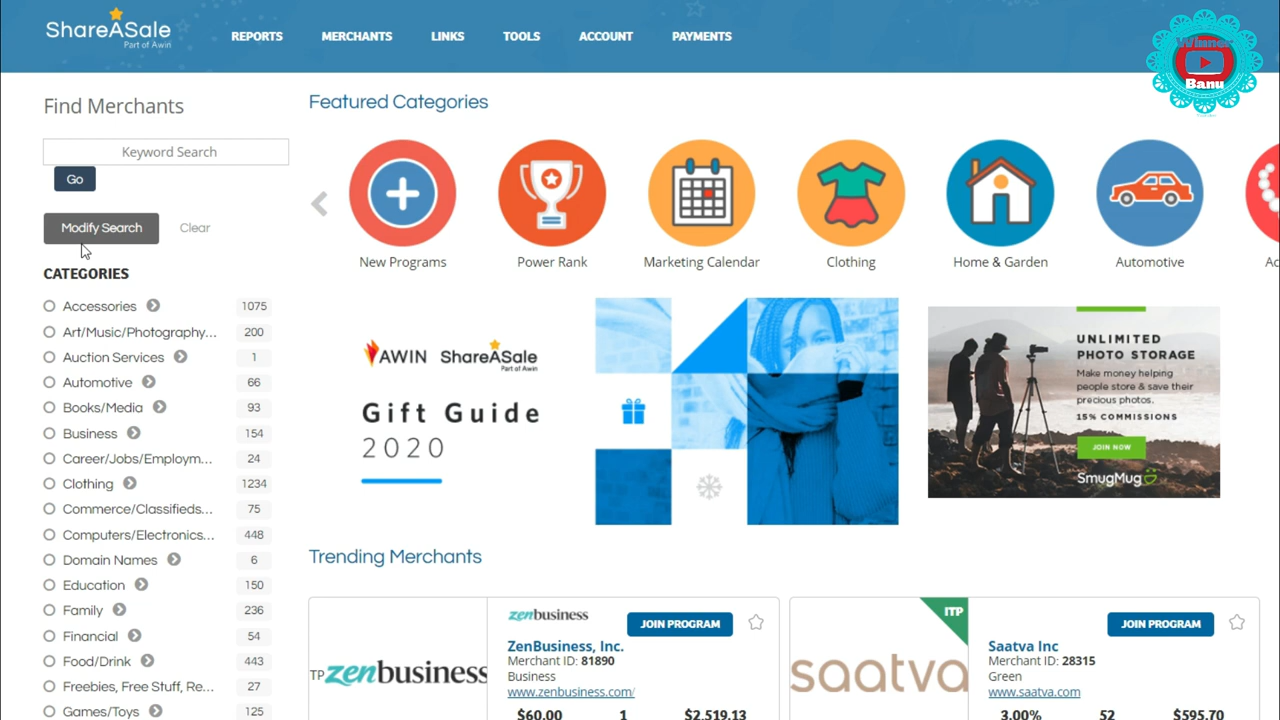 ShareASale
Part of Awin
REPORTS
MERCHANTS
LINKS
TOOLS
ACCOUNT
PAYMENTS
Winner
Banu
Find Merchants
Keyword Search
Go
Modify Search
Clear
CATEGORIES
Accessories 1075
Art/Music/Photography... 200
Auction Services 1
Automotive 66
Books/Media 93
Business 154
Career/Jobs/Employm... 24
Clothing 1234
Commerce/Classifieds... 75
Computers/Electronics... 448
Domain Names 6
Education 150
Family 236
Financial 54
Food/Drink 443
Freebies, Free Stuff, Re... 27
Games/Toys 125
Featured Categories
New Programs
Power Rank
Marketing Calendar
Clothing
Home & Garden
Automotive
Ac
AWIN ShareASale
Part of Awin
Gift Guide
2020
UNLIMITED
PHOTO STORAGE
Make money helping
people store & save their
precious photos.
15% COMMISSIONS
JOIN NOW
SmugMug
Trending Merchants
TP zenbusiness
zenbusiness
JOIN PROGRAM
ZenBusiness, Inc.
Merchant ID: 81890
Business
www.zenbusiness.com/
$60.00 1 $2,519.13
saatva
ITP
JOIN PROGRAM
Saatva Inc
Merchant ID: 28315
Green
www.saatva.com
3.00% 52 $595.70